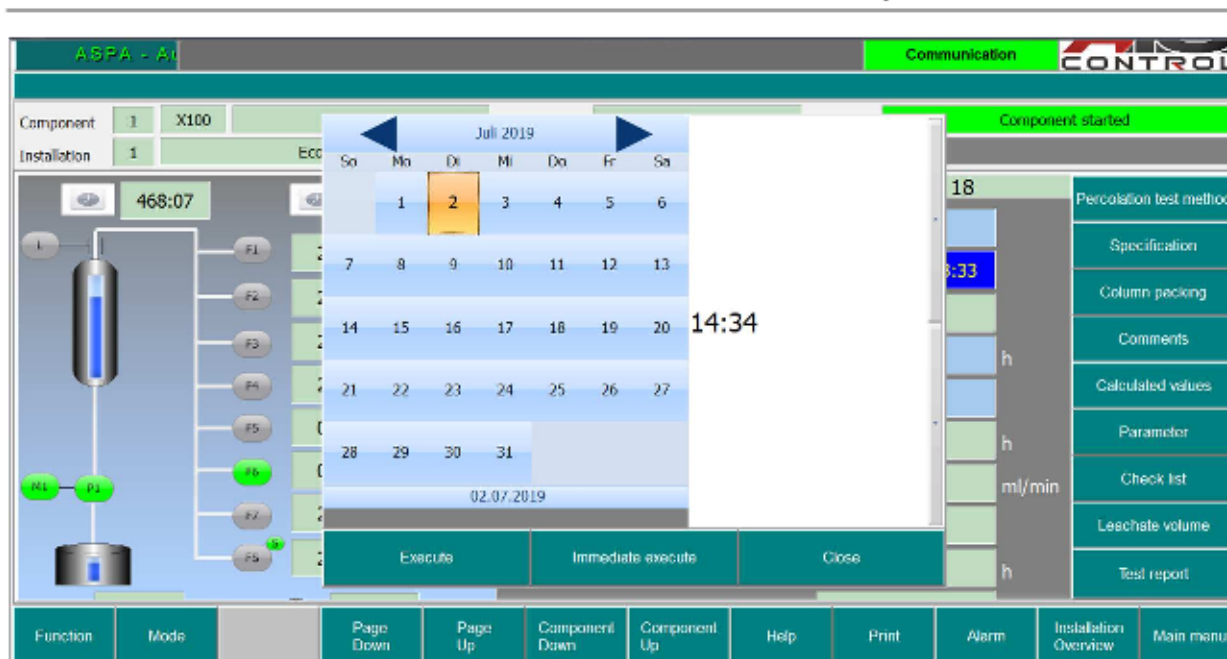 ASPA - A
Communication
CONTROL
Component 1 X100
Component started
Installation 1
Juli 2019
So Mo Di Mi Do Fr Sa
1 2 3 4 5 6
7 8 9 10 11 12 13
14 15 16 17 18 19 20
21 22 23 24 25 26 27
28 29 30 31
02.07.2019
14:34
Execute Immediate execute Close
468:07
L
F1
F2
F3
F4
F5
F6
F7
F8
S
M1 P1
18
:33
h
h
ml/min
h
Percolation test method
Specification
Column packing
Comments
Calculated values
Parameter
Check list
Leachate volume
Test report
Function
Mode
Page Down
Page Up
Component Down
Component Up
Help
Print
Alarm
Installation Overview
Main menu